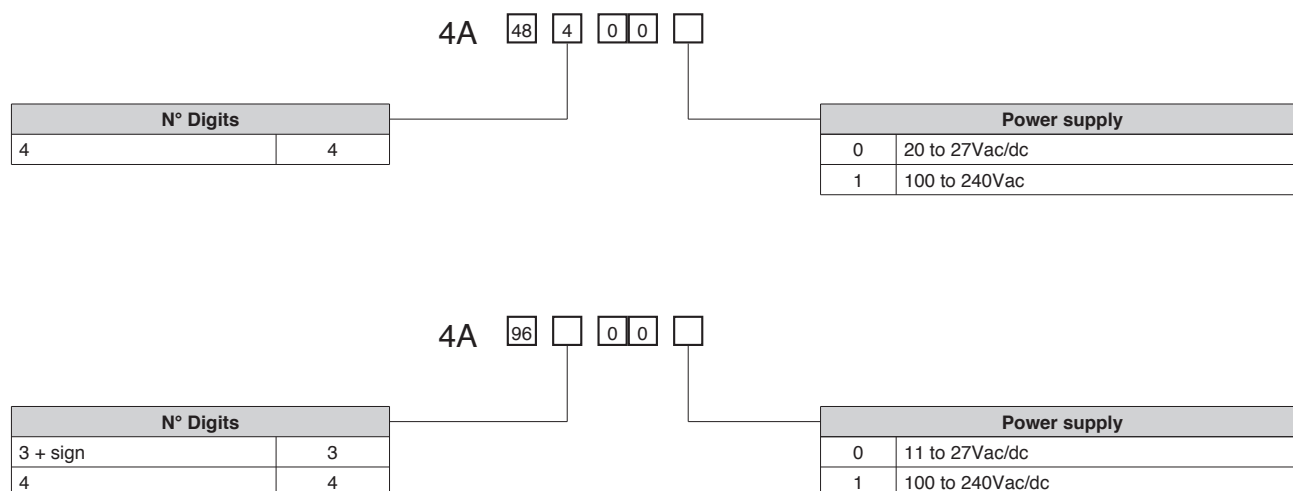 4A 48 4 0 0
N° Digits
4 4
Power supply
0 20 to 27Vac/dc
1 100 to 240Vac
4A 96 0 0
N° Digits
3 + sign 3
4 4
Power supply
0 11 to 27Vac/dc
1 100 to 240Vac/dc